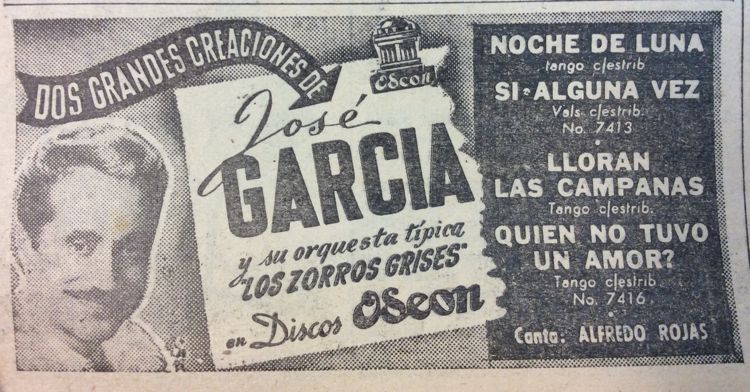 DOS GRANDES CREACIONES DE
Odeon
José
GARCIA
y su orquesta típica
"LOS ZORROS GRISES"
en Discos Odeon
NOCHE DE LUNA
tango c/estrib.
SI ALGUNA VEZ
Vals c/estrib.
No. 7413
LLORAN
LAS CAMPANAS
Tango c/estrib.
QUIEN NO TUVO
UN AMOR?
Tango c/estrib.
No. 7416
Canta: ALFREDO ROJAS